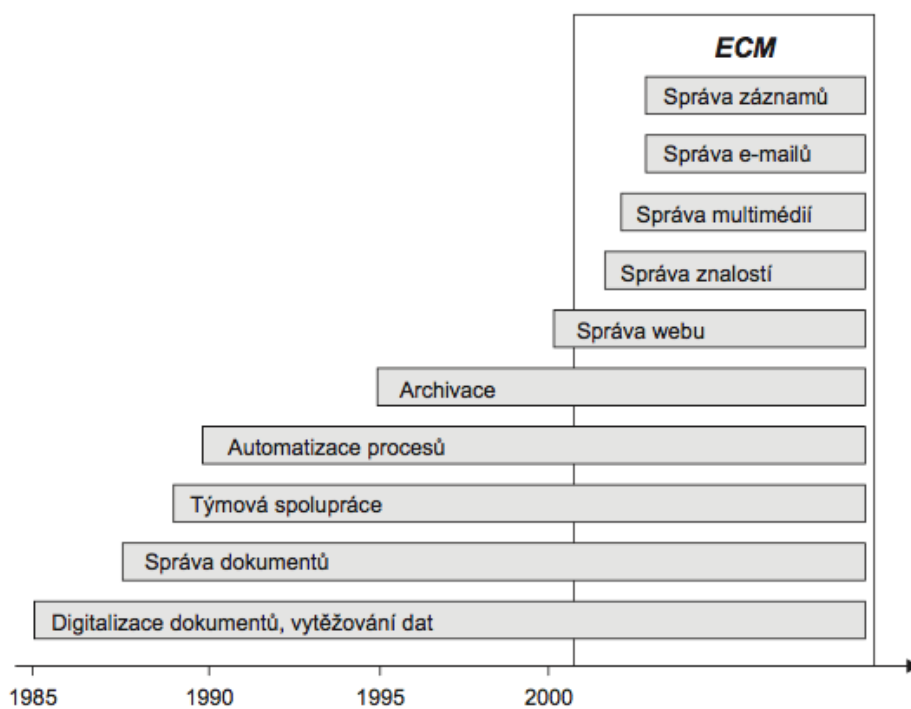 ECM
Správa záznamů
Správa e-mailů
Správa multimédií
Správa znalostí
Správa webu
Archivace
Automatizace procesů
Týmová spolupráce
Správa dokumentů
Digitalizace dokumentů, vytěžování dat
1985 1990 1995 2000